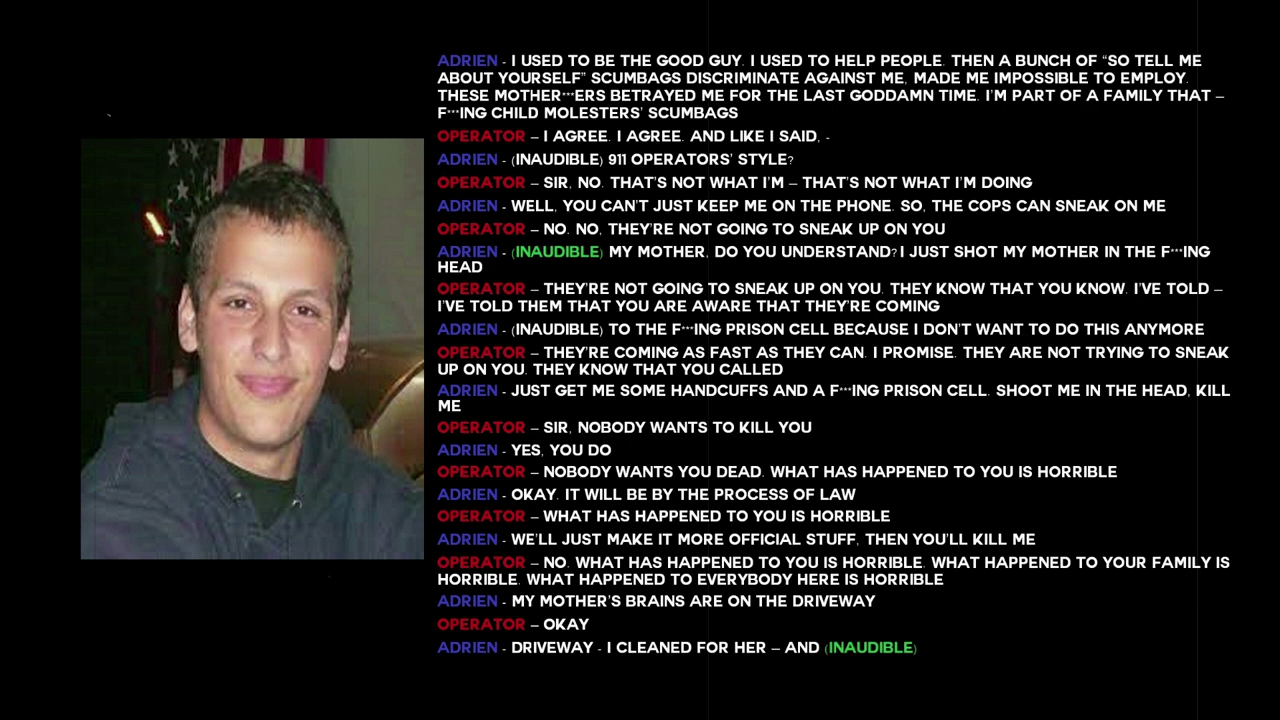 ADRIEN - I USED TO BE THE GOOD GUY. I USED TO HELP PEOPLE. THEN A BUNCH OF “SO TELL ME
ABOUT YOURSELF” SCUMBAGS DISCRIMINATE AGAINST ME, MADE ME IMPOSSIBLE TO EMPLOY.
THESE MOTHER***ERS BETRAYED ME FOR THE LAST GODDAMN TIME. I'M PART OF A FAMILY THAT –
F***ING CHILD MOLESTERS' SCUMBAGS
OPERATOR – I AGREE. I AGREE. AND LIKE I SAID, -
ADRIEN - (INAUDIBLE) 911 OPERATORS' STYLE?
OPERATOR – SIR, NO. THAT'S NOT WHAT I'M – THAT'S NOT WHAT I'M DOING
ADRIEN - WELL, YOU CAN'T JUST KEEP ME ON THE PHONE. SO, THE COPS CAN SNEAK ON ME
OPERATOR – NO. NO, THEY'RE NOT GOING TO SNEAK UP ON YOU
ADRIEN - (INAUDIBLE) MY MOTHER, DO YOU UNDERSTAND? I JUST SHOT MY MOTHER IN THE F***ING
HEAD
OPERATOR – THEY'RE NOT GOING TO SNEAK UP ON YOU. THEY KNOW THAT YOU KNOW. I'VE TOLD –
I'VE TOLD THEM THAT YOU ARE AWARE THAT THEY'RE COMING
ADRIEN - (INAUDIBLE) TO THE F***ING PRISON CELL BECAUSE I DON'T WANT TO DO THIS ANYMORE
OPERATOR – THEY'RE COMING AS FAST AS THEY CAN. I PROMISE. THEY ARE NOT TRYING TO SNEAK
UP ON YOU. THEY KNOW THAT YOU CALLED
ADRIEN - JUST GET ME SOME HANDCUFFS AND A F***ING PRISON CELL. SHOOT ME IN THE HEAD, KILL
ME
OPERATOR – SIR, NOBODY WANTS TO KILL YOU
ADRIEN - YES, YOU DO
OPERATOR – NOBODY WANTS YOU DEAD. WHAT HAS HAPPENED TO YOU IS HORRIBLE
ADRIEN - OKAY. IT WILL BE BY THE PROCESS OF LAW
OPERATOR – WHAT HAS HAPPENED TO YOU IS HORRIBLE
ADRIEN - WE'LL JUST MAKE IT MORE OFFICIAL STUFF, THEN YOU'LL KILL ME
OPERATOR – NO. WHAT HAS HAPPENED TO YOU IS HORRIBLE. WHAT HAPPENED TO YOUR FAMILY IS
HORRIBLE. WHAT HAPPENED TO EVERYBODY HERE IS HORRIBLE
ADRIEN - MY MOTHER'S BRAINS ARE ON THE DRIVEWAY
OPERATOR – OKAY
ADRIEN - DRIVEWAY - I CLEANED FOR HER – AND (INAUDIBLE)